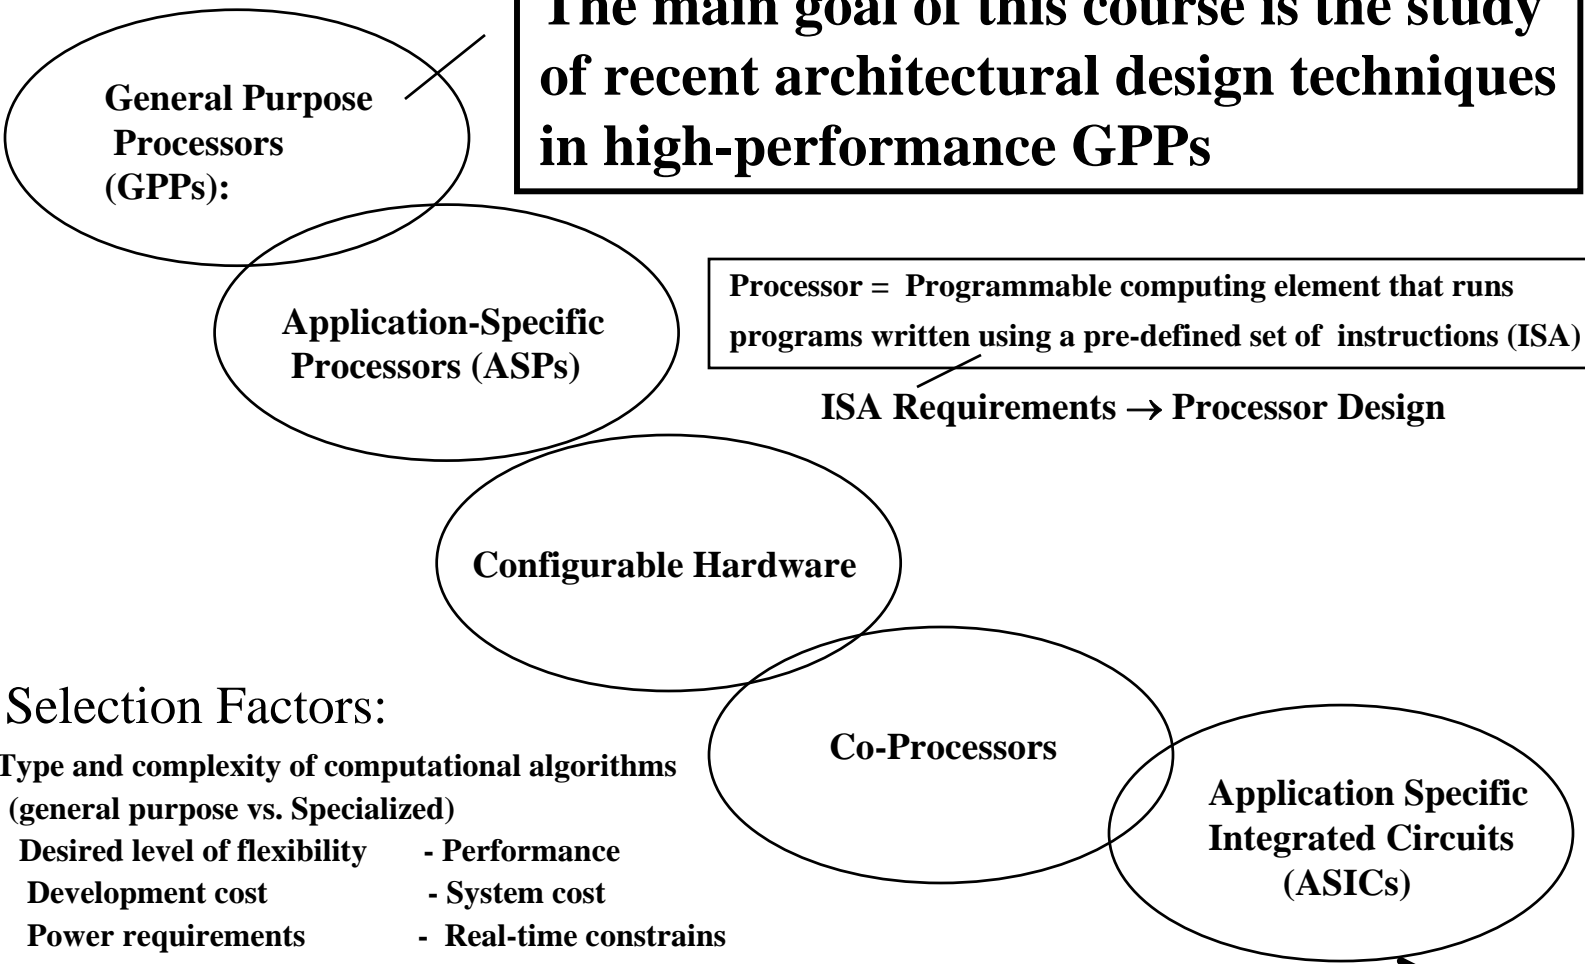 The main goal of this course is the study
of recent architectural design techniques
in high-performance GPPs
General Purpose
Processors
(GPPs):
Application-Specific
Processors (ASPs)
Processor = Programmable computing element that runs
programs written using a pre-defined set of instructions (ISA)
ISA Requirements → Processor Design
Configurable Hardware
Co-Processors
Application Specific
Integrated Circuits
(ASICs)
Selection Factors:
Type and complexity of computational algorithms
(general purpose vs. Specialized)
Desired level of flexibility - Performance
Development cost - System cost
Power requirements - Real-time constrains